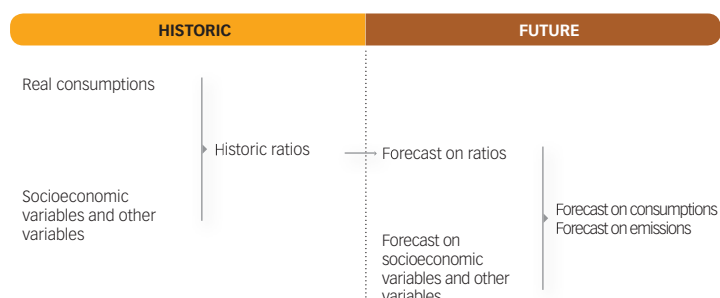 HISTORIC
FUTURE
Real consumptions
Historic ratios
Socioeconomic
variables and other
variables
Forecast on ratios
Forecast on
socioeconomic
variables and other
variables
Forecast on consumptions
Forecast on emissions